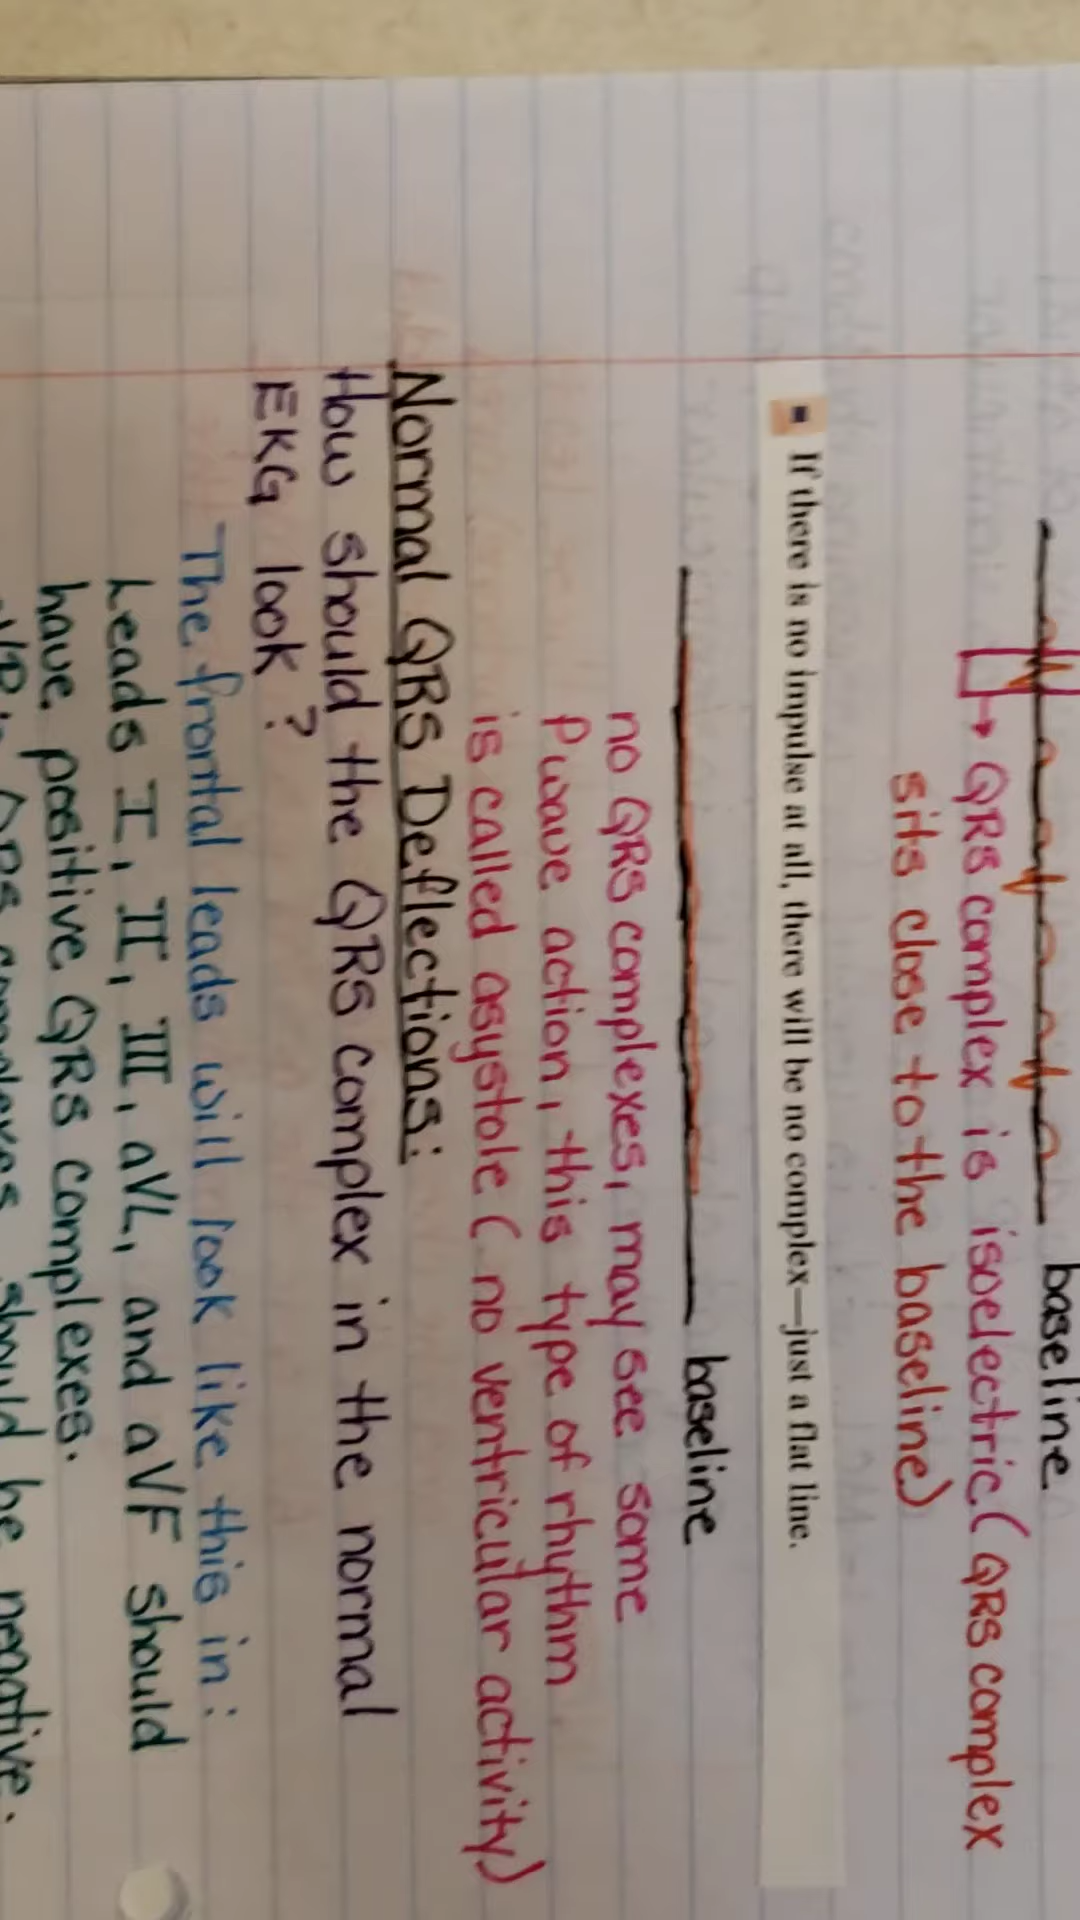 baseline
→ QRS complex is isoelectric (QRS complex
sits close to the baseline)
▪ If there is no impulse at all, there will be no complex—just a flat line.
baseline
no QRS complexes, may see some
P wave action, this type of rhythm
is called asystole (no ventricular activity)
Normal QRS Deflections:
How should the QRS complex in the normal
EKG look?
The frontal leads will look like this in:
Leads I, II, III, aVL, and aVF should
have positive QRS complexes.
should be negative.